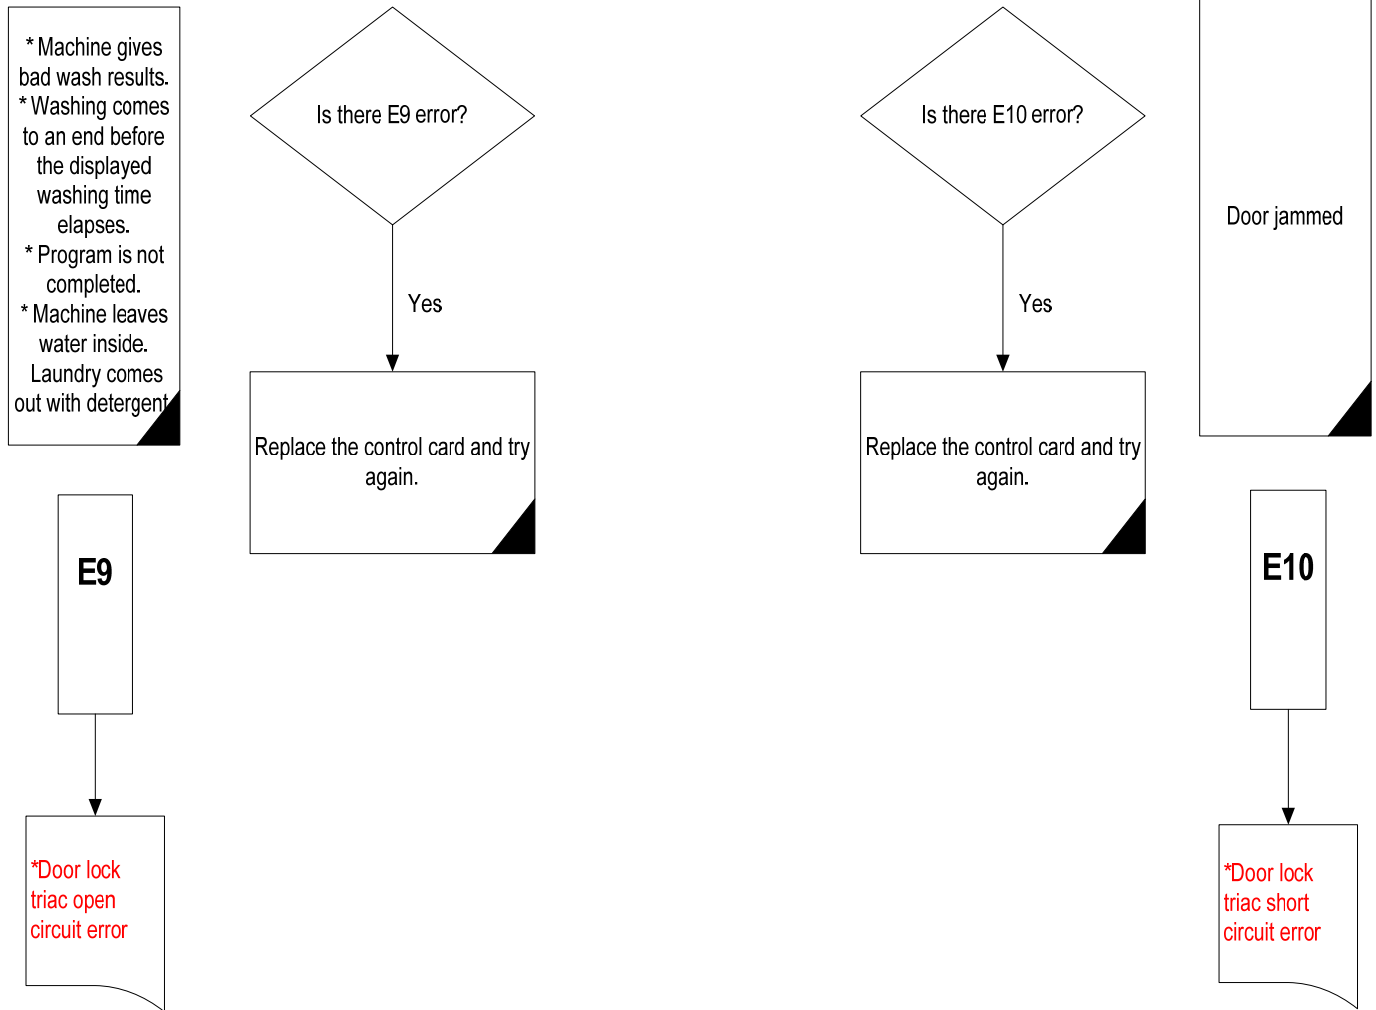 * Machine gives
bad wash results.
* Washing comes
to an end before
the displayed
washing time
elapses.
* Program is not
completed.
* Machine leaves
water inside.
Laundry comes
out with detergent.
Is there E9 error?
Yes
Replace the control card and try
again.
E9
*Door lock
triac open
circuit error
Is there E10 error?
Yes
Replace the control card and try
again.
Door jammed
E10
*Door lock
triac short
circuit error